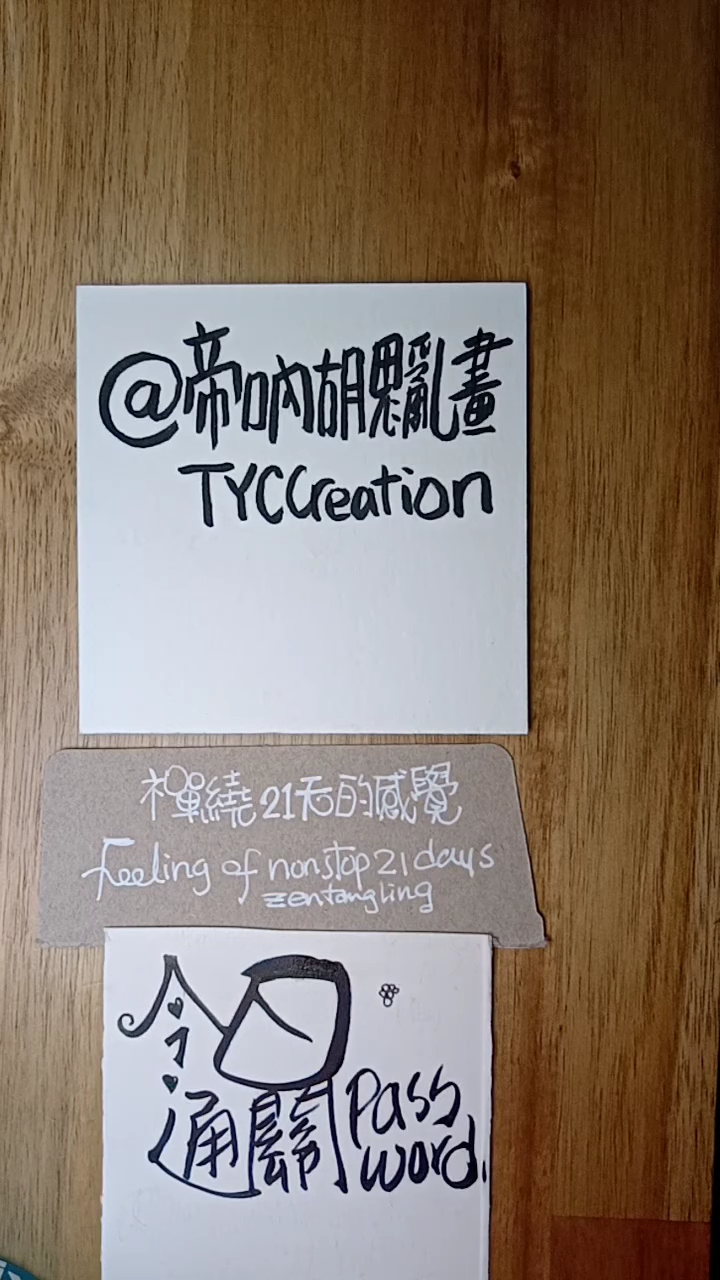 @帝吶胡思亂畫
TYCCreation
禪繞21天的感覺
Feeling of nonstop 21 days
zentangling
今日
通關
Pass
word.